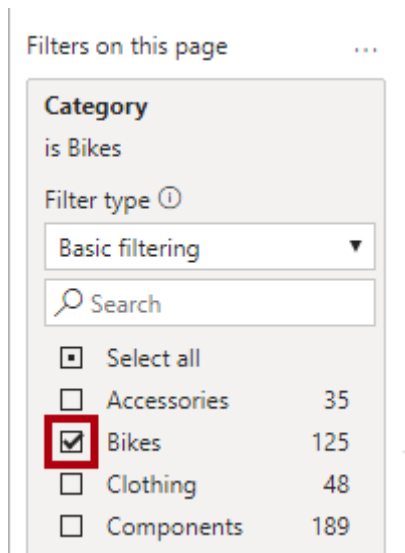 Filters on this page ...
Category
is Bikes
Filter type ⓘ
Basic filtering
Search
Select all
Accessories 35
Bikes 125
Clothing 48
Components 189